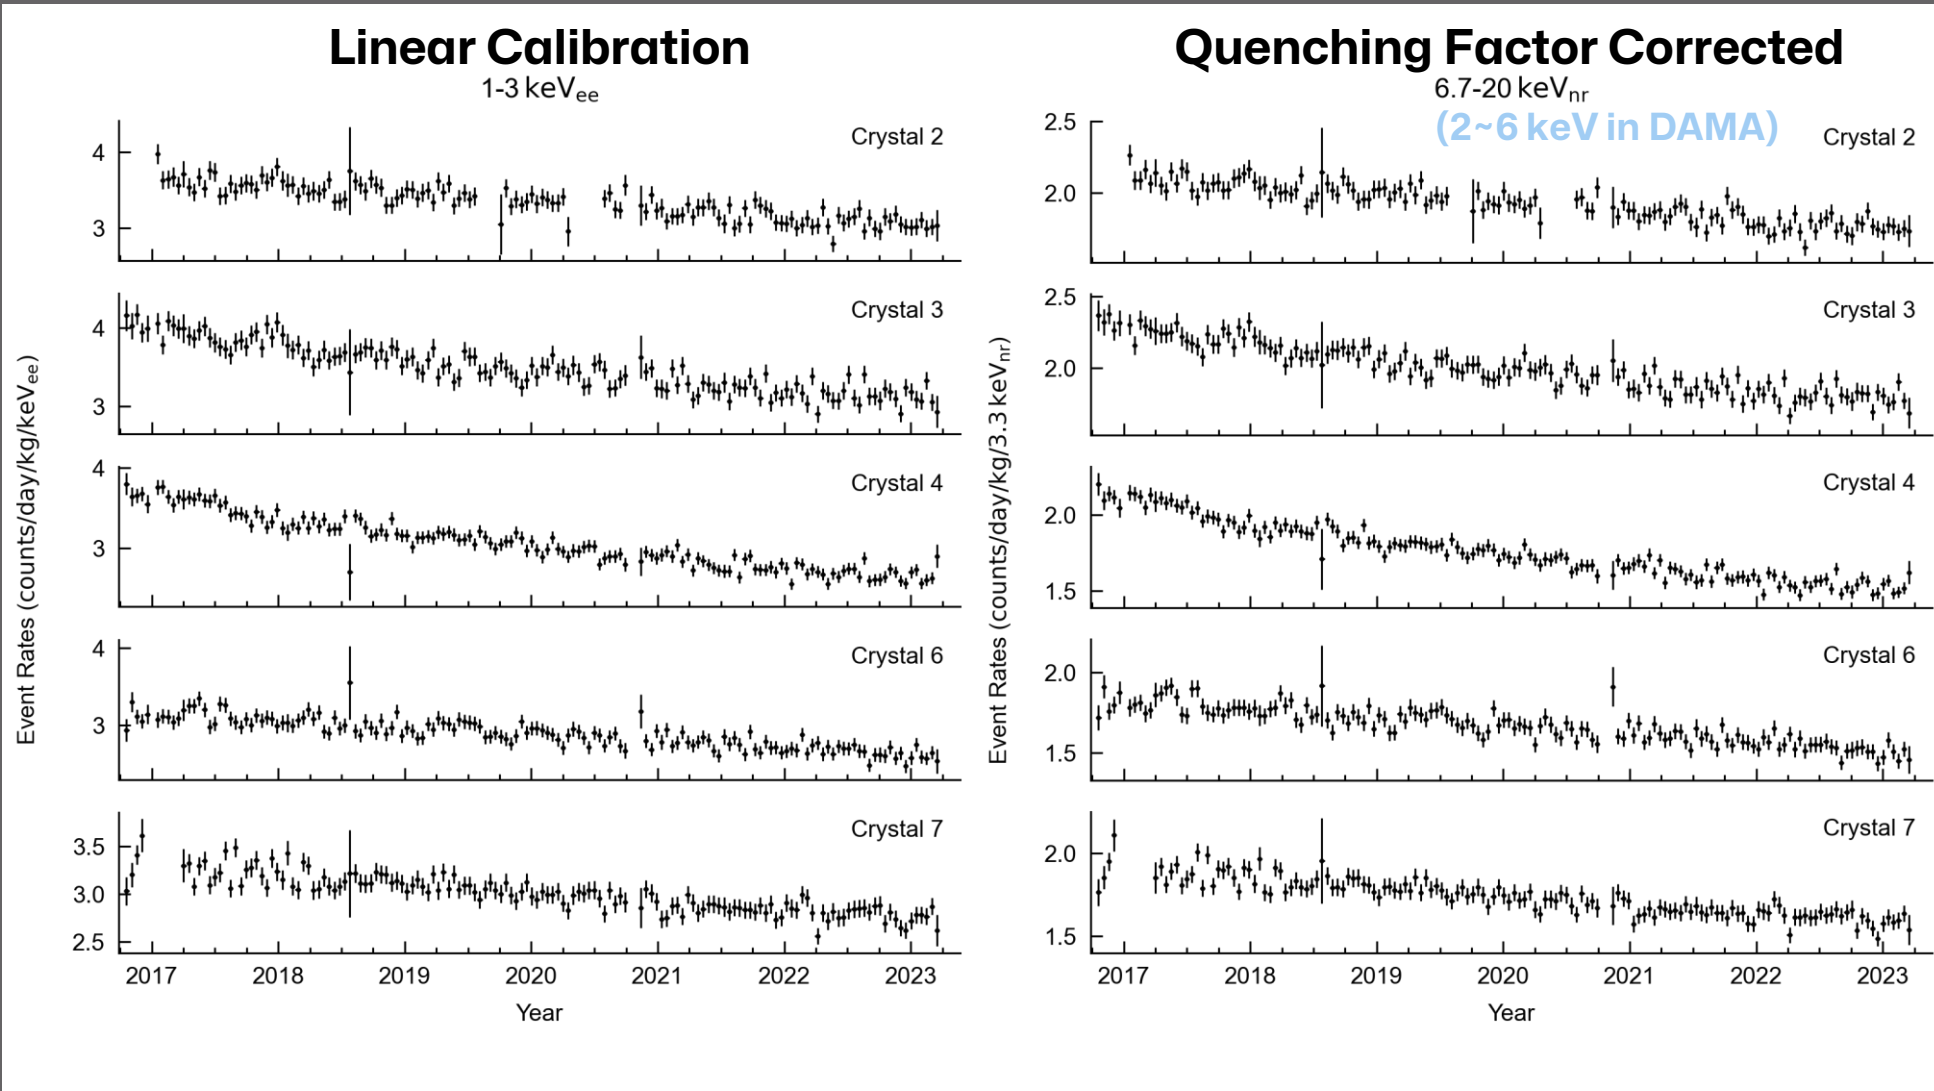 Linear Calibration
1-3 keVee
Event Rates (counts/day/kg/keVee)
Crystal 2
4
3
Crystal 3
4
3
Crystal 4
4
3
Crystal 6
4
3
Crystal 7
3.5
3.0
2.5
2017 2018 2019 2020 2021 2022 2023
Year
Quenching Factor Corrected
6.7-20 keVnr
(2~6 keV in DAMA)
Event Rates (counts/day/kg/3.3 keVnr)
Crystal 2
2.5
2.0
Crystal 3
2.5
2.0
Crystal 4
2.0
1.5
Crystal 6
2.0
1.5
Crystal 7
2.0
1.5
2017 2018 2019 2020 2021 2022 2023
Year